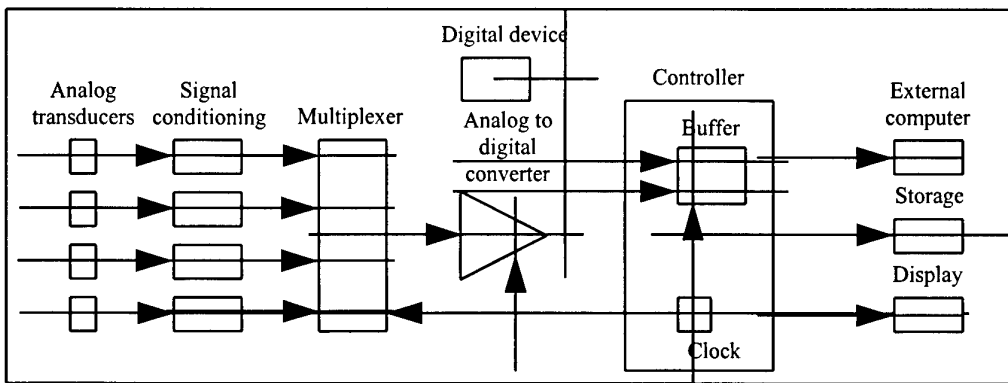 Digital device
Controller
Analog
transducers
Signal
conditioning
Multiplexer
Analog to
digital
converter
Buffer
External
computer
Storage
Display
Clock